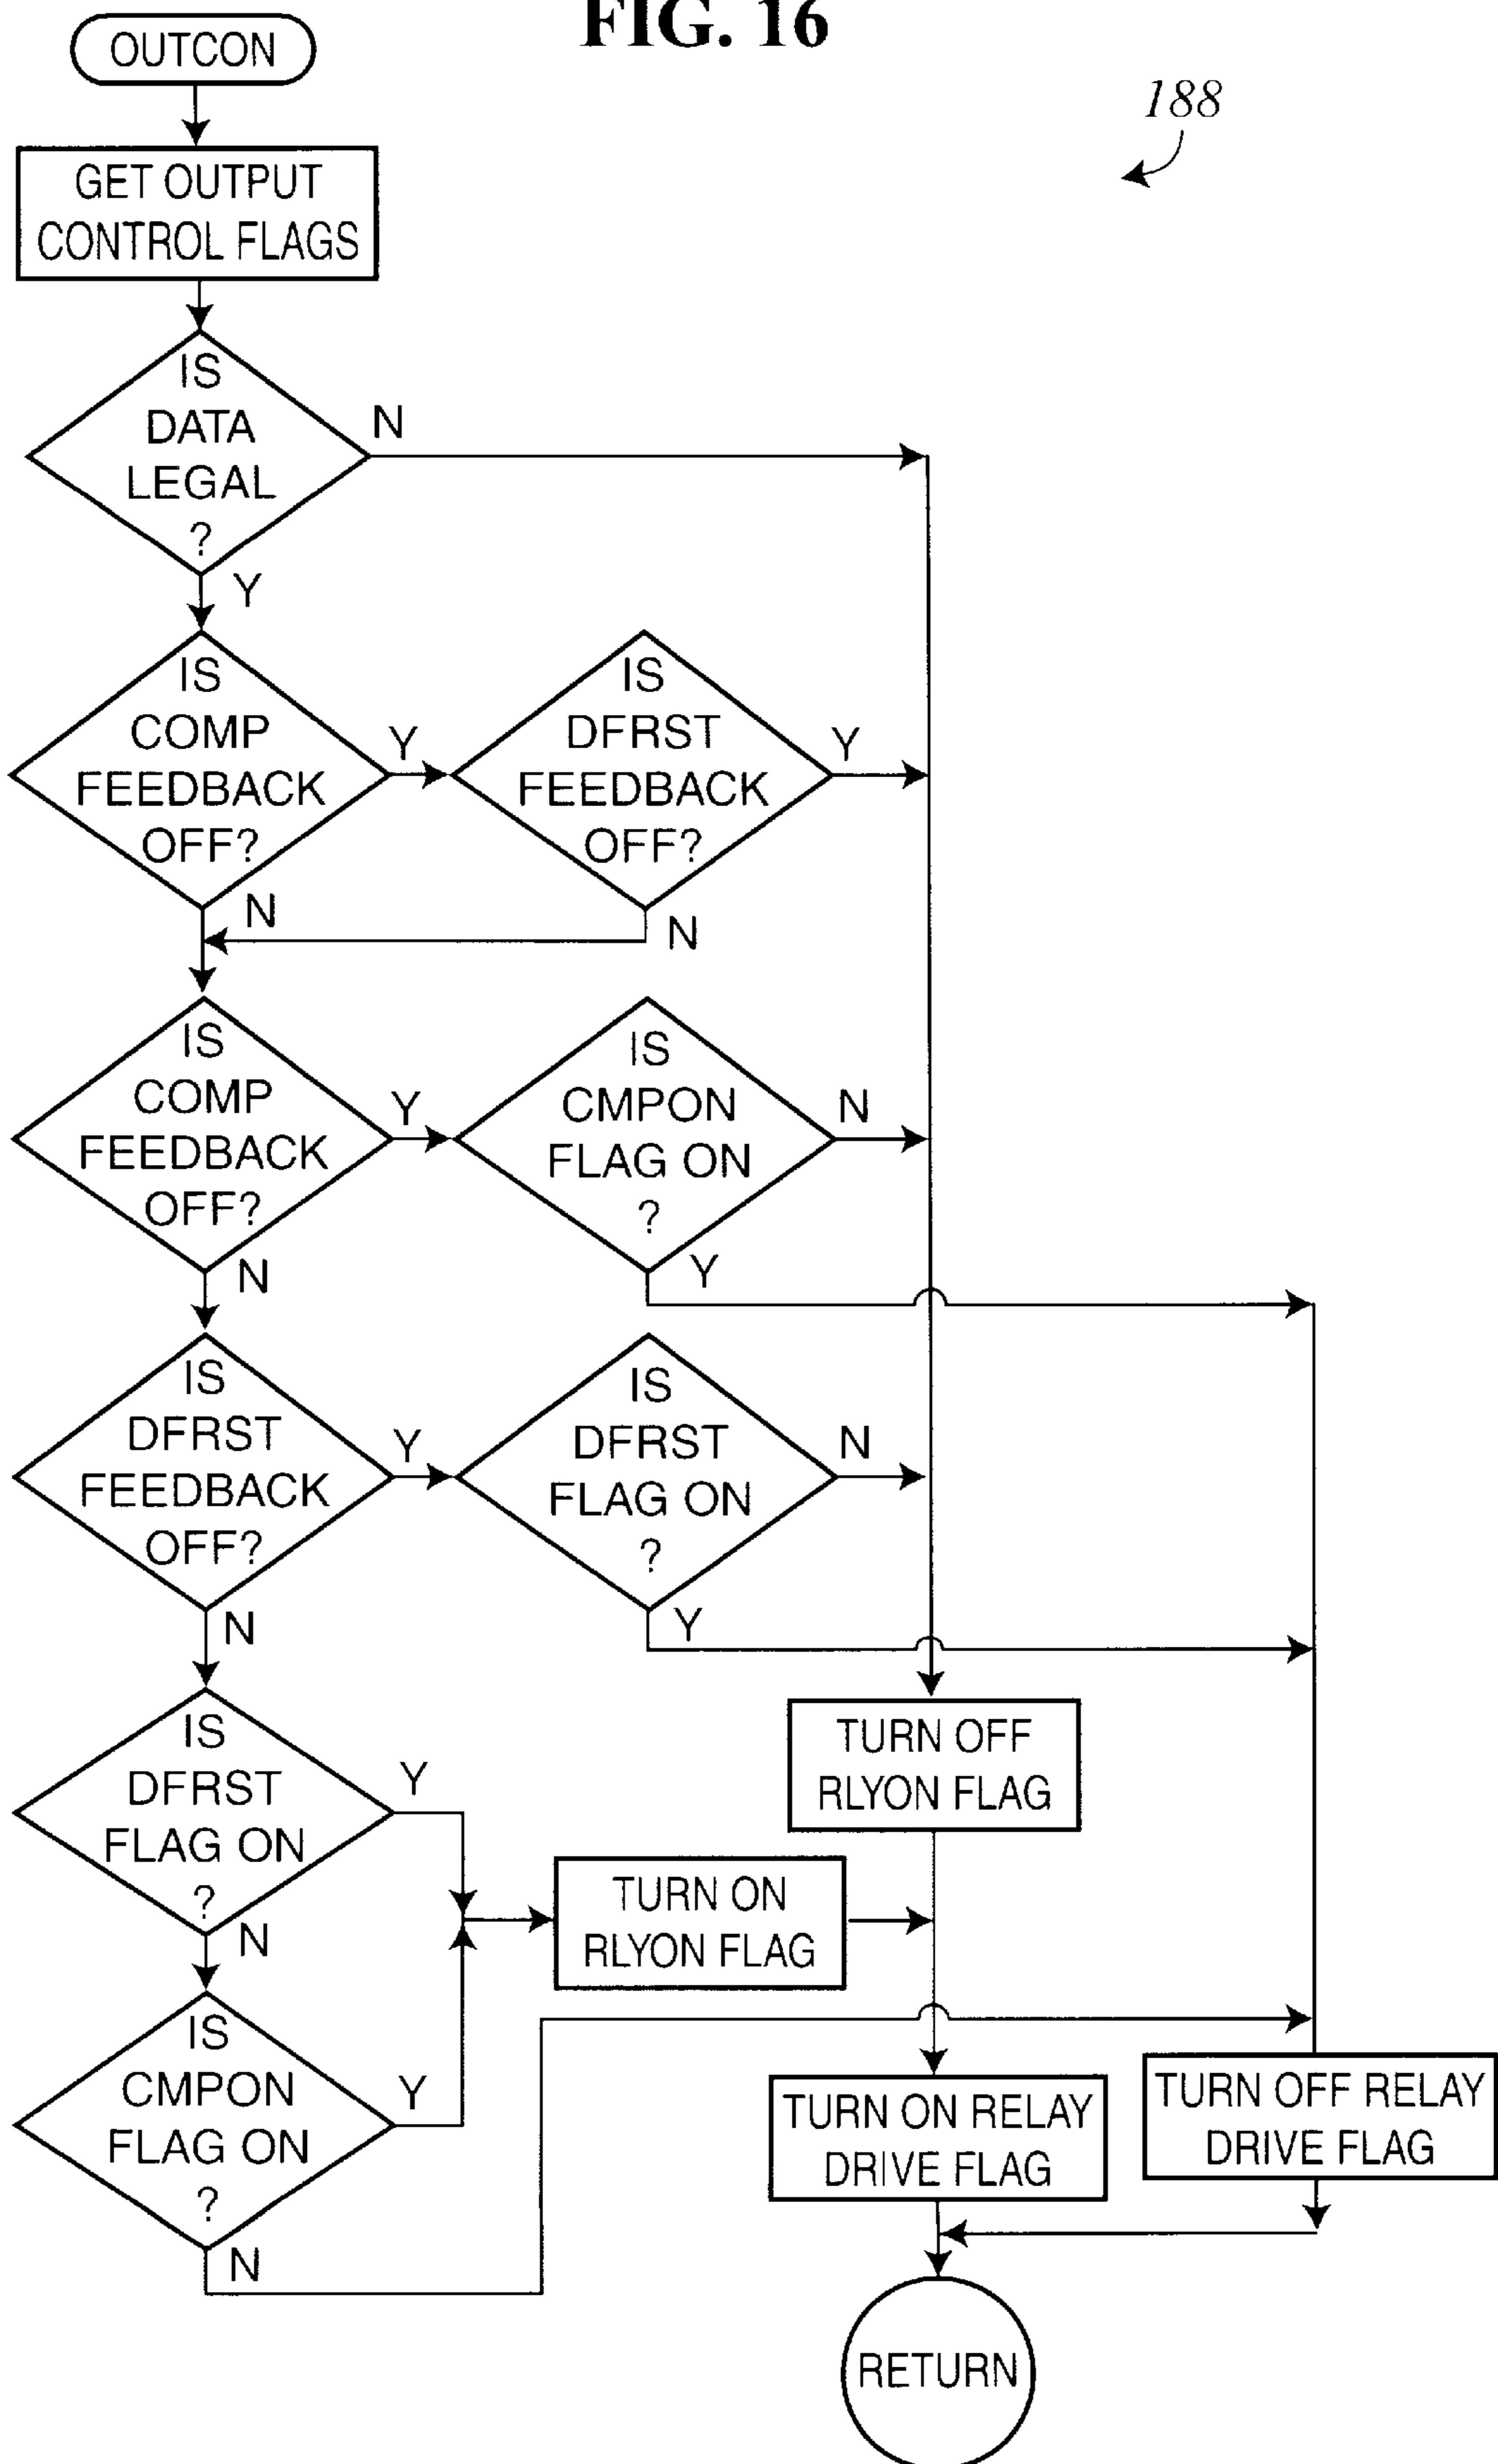 FIG. 16
OUTCON
188
GET OUTPUT
CONTROL FLAGS
IS
DATA
LEGAL
?
N
Y
IS
COMP
FEEDBACK
OFF?
Y
N
IS
DFRST
FEEDBACK
OFF?
Y
N
IS
COMP
FEEDBACK
OFF?
Y
N
IS
CMPON
FLAG ON
?
N
Y
IS
DFRST
FEEDBACK
OFF?
Y
N
IS
DFRST
FLAG ON
?
N
Y
IS
DFRST
FLAG ON
?
Y
N
TURN OFF
RLYON FLAG
TURN ON
RLYON FLAG
IS
CMPON
FLAG ON
?
Y
N
TURN ON RELAY
DRIVE FLAG
TURN OFF RELAY
DRIVE FLAG
RETURN